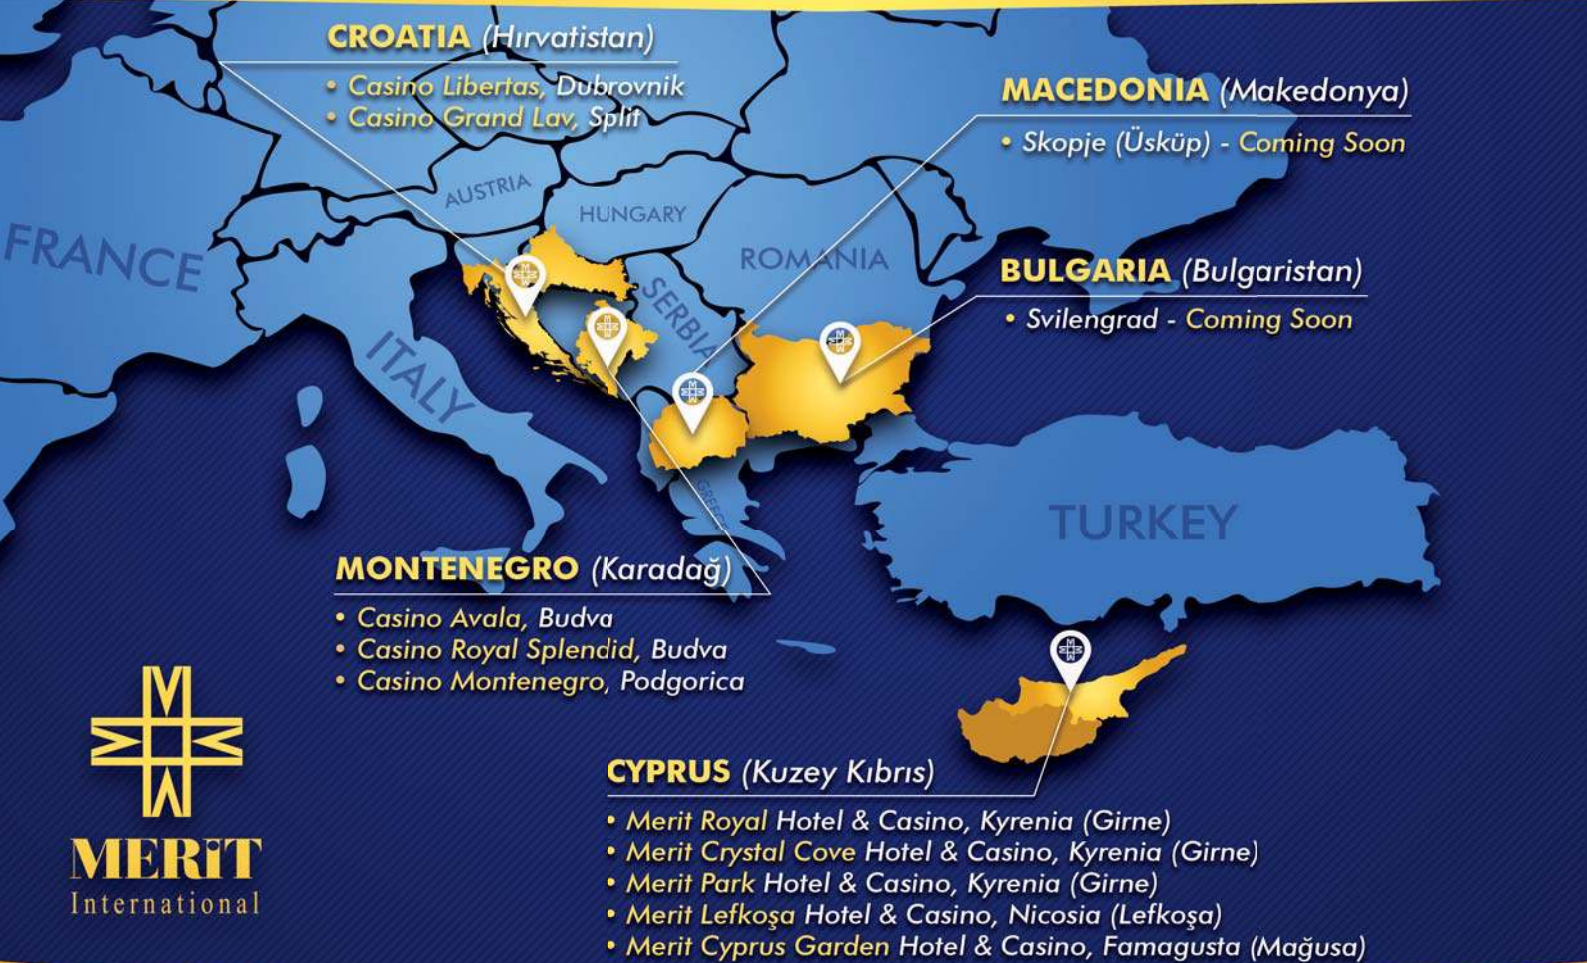 CROATIA (Hırvatistan)
• Casino Libertas, Dubrovnik
• Casino Grand Lav, Split
MACEDONIA (Makedonya)
• Skopje (Üsküp) - Coming Soon
AUSTRIA
HUNGARY
FRANCE
ROMANIA
BULGARIA (Bulgaristan)
• Svilengrad - Coming Soon
SERBIA
ITALY
GREECE
TURKEY
MONTENEGRO (Karadağ)
• Casino Avala, Budva
• Casino Royal Splendid, Budva
• Casino Montenegro, Podgorica
MERiT
International
CYPRUS (Kuzey Kıbrıs)
• Merit Royal Hotel & Casino, Kyrenia (Girne)
• Merit Crystal Cove Hotel & Casino, Kyrenia (Girne)
• Merit Park Hotel & Casino, Kyrenia (Girne)
• Merit Lefkoşa Hotel & Casino, Nicosia (Lefkoşa)
• Merit Cyprus Garden Hotel & Casino, Famagusta (Mağusa)